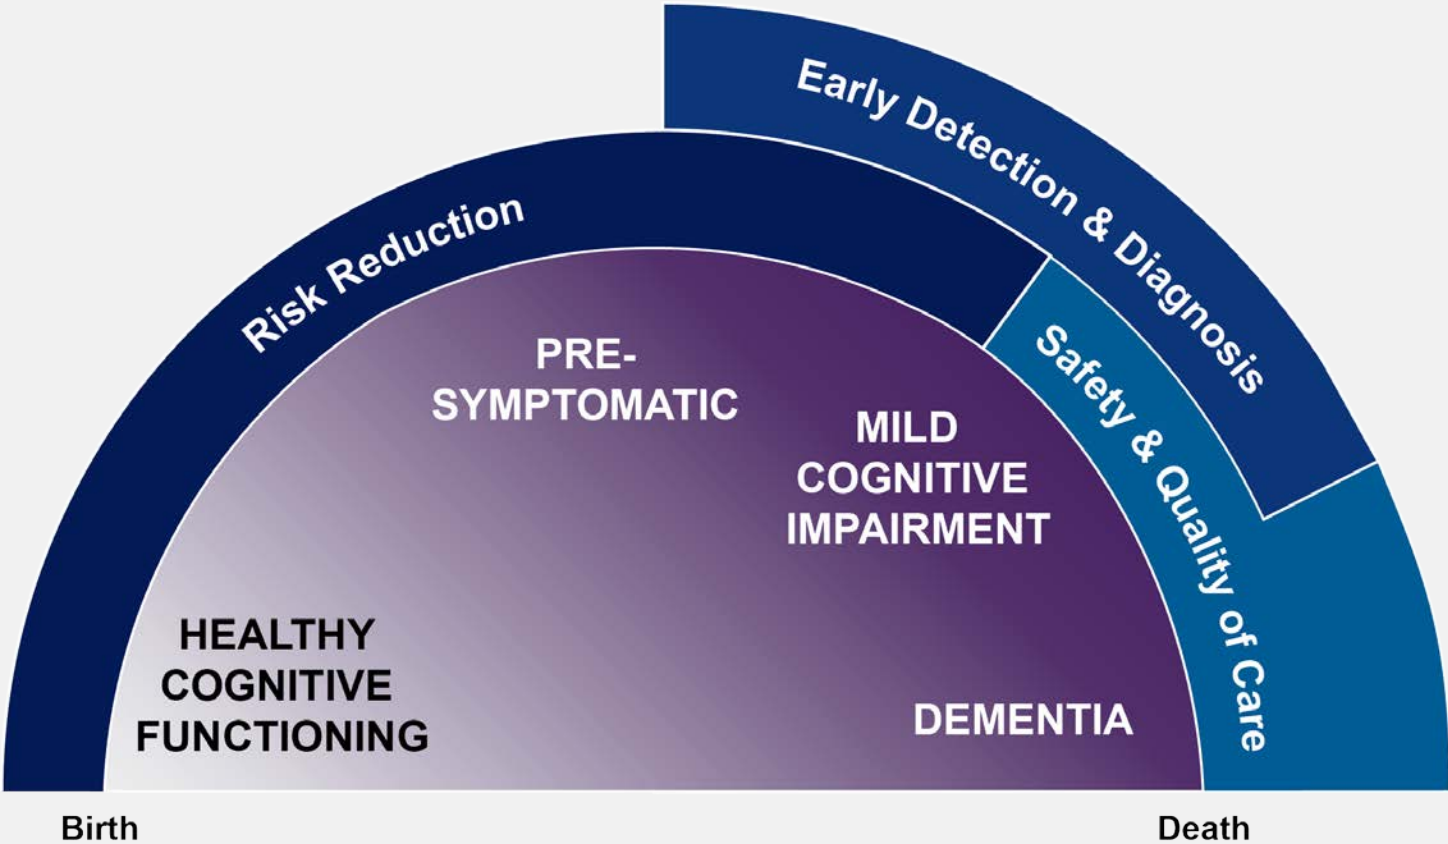 Early Detection & Diagnosis
Risk Reduction
Safety & Quality of Care
PRE-
SYMPTOMATIC
MILD
COGNITIVE
IMPAIRMENT
HEALTHY
COGNITIVE
FUNCTIONING
DEMENTIA
Birth
Death